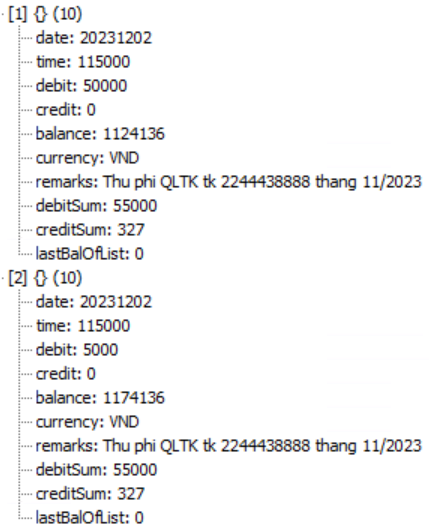 [1] {} (10)
date: 20231202
time: 115000
debit: 50000
credit: 0
balance: 1124136
currency: VND
remarks: Thu phi QLTK tk 2244438888 thang 11/2023
debitSum: 55000
creditSum: 327
lastBalOfList: 0
[2] {} (10)
date: 20231202
time: 115000
debit: 5000
credit: 0
balance: 1174136
currency: VND
remarks: Thu phi QLTK tk 2244438888 thang 11/2023
debitSum: 55000
creditSum: 327
lastBalOfList: 0